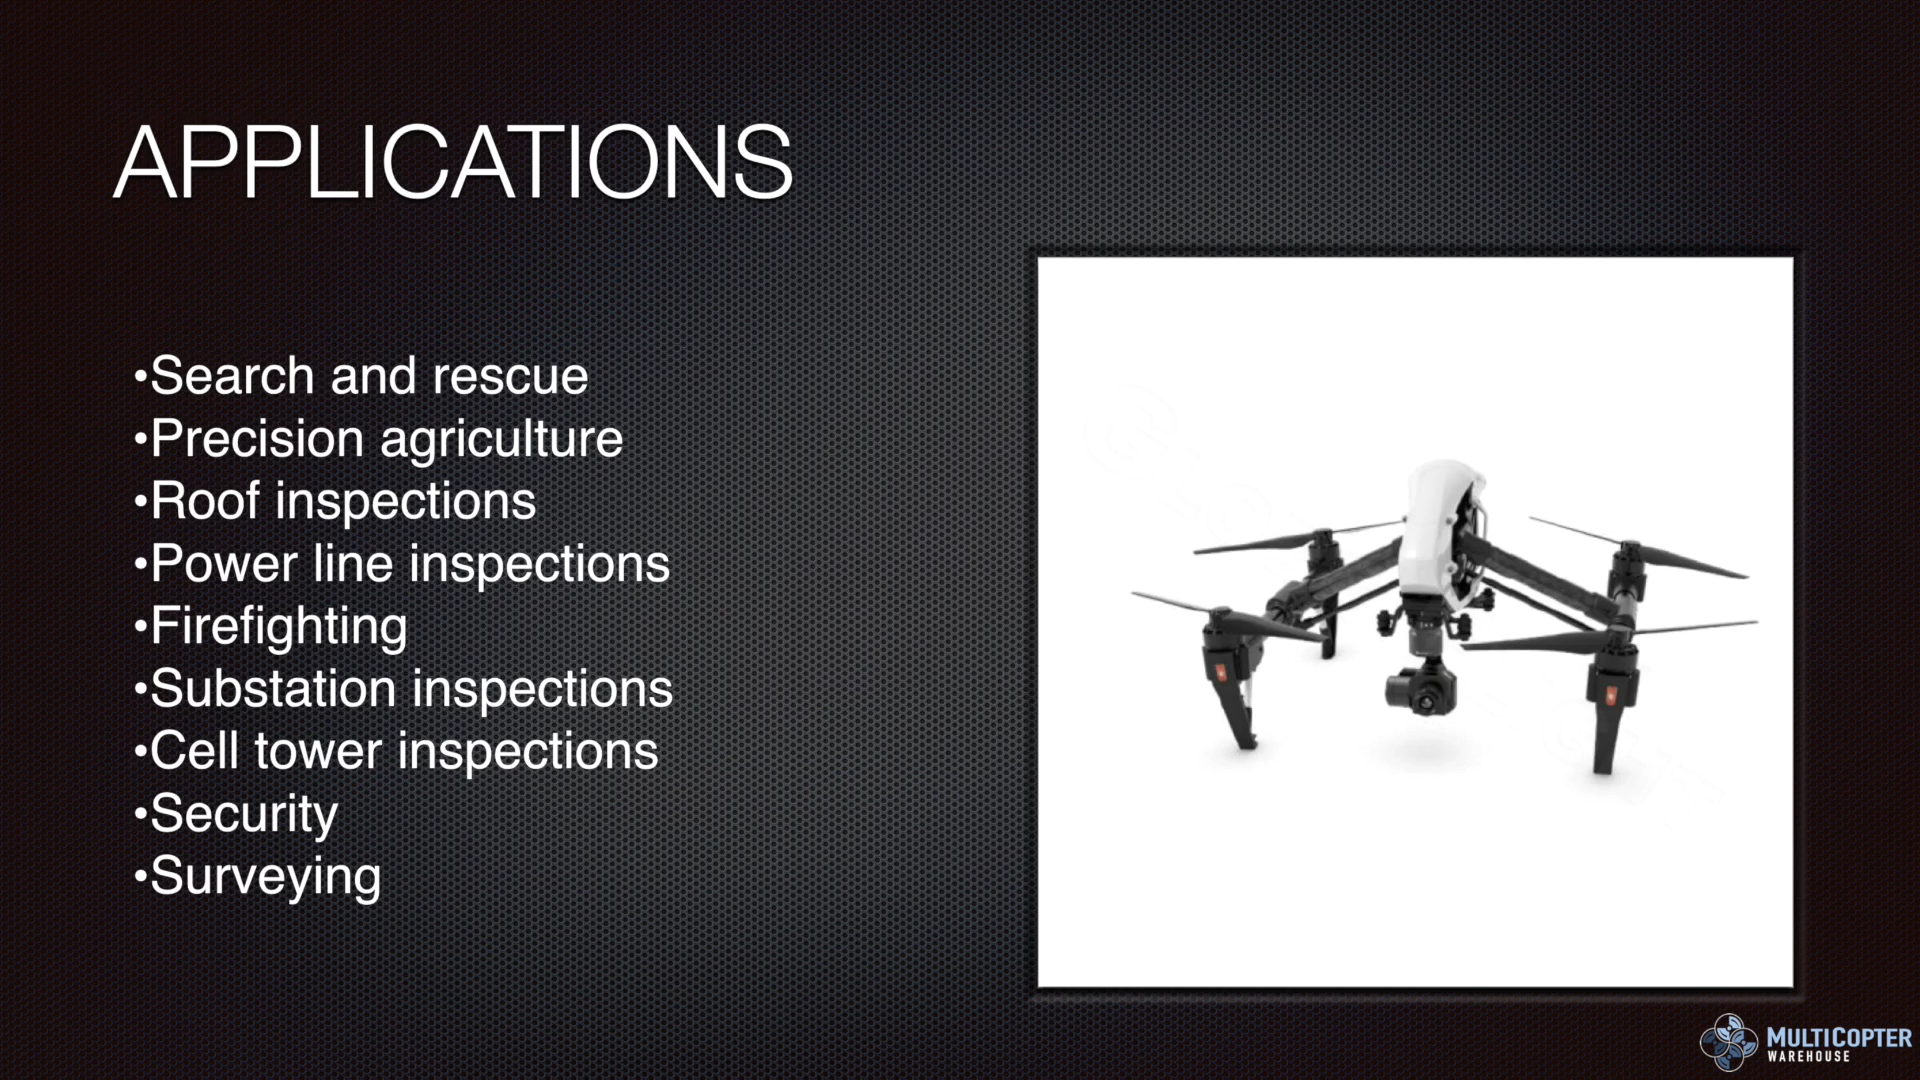 APPLICATIONS
•Search and rescue
•Precision agriculture
•Roof inspections
•Power line inspections
•Firefighting
•Substation inspections
•Cell tower inspections
•Security
•Surveying
MULTICOPTER
WAREHOUSE